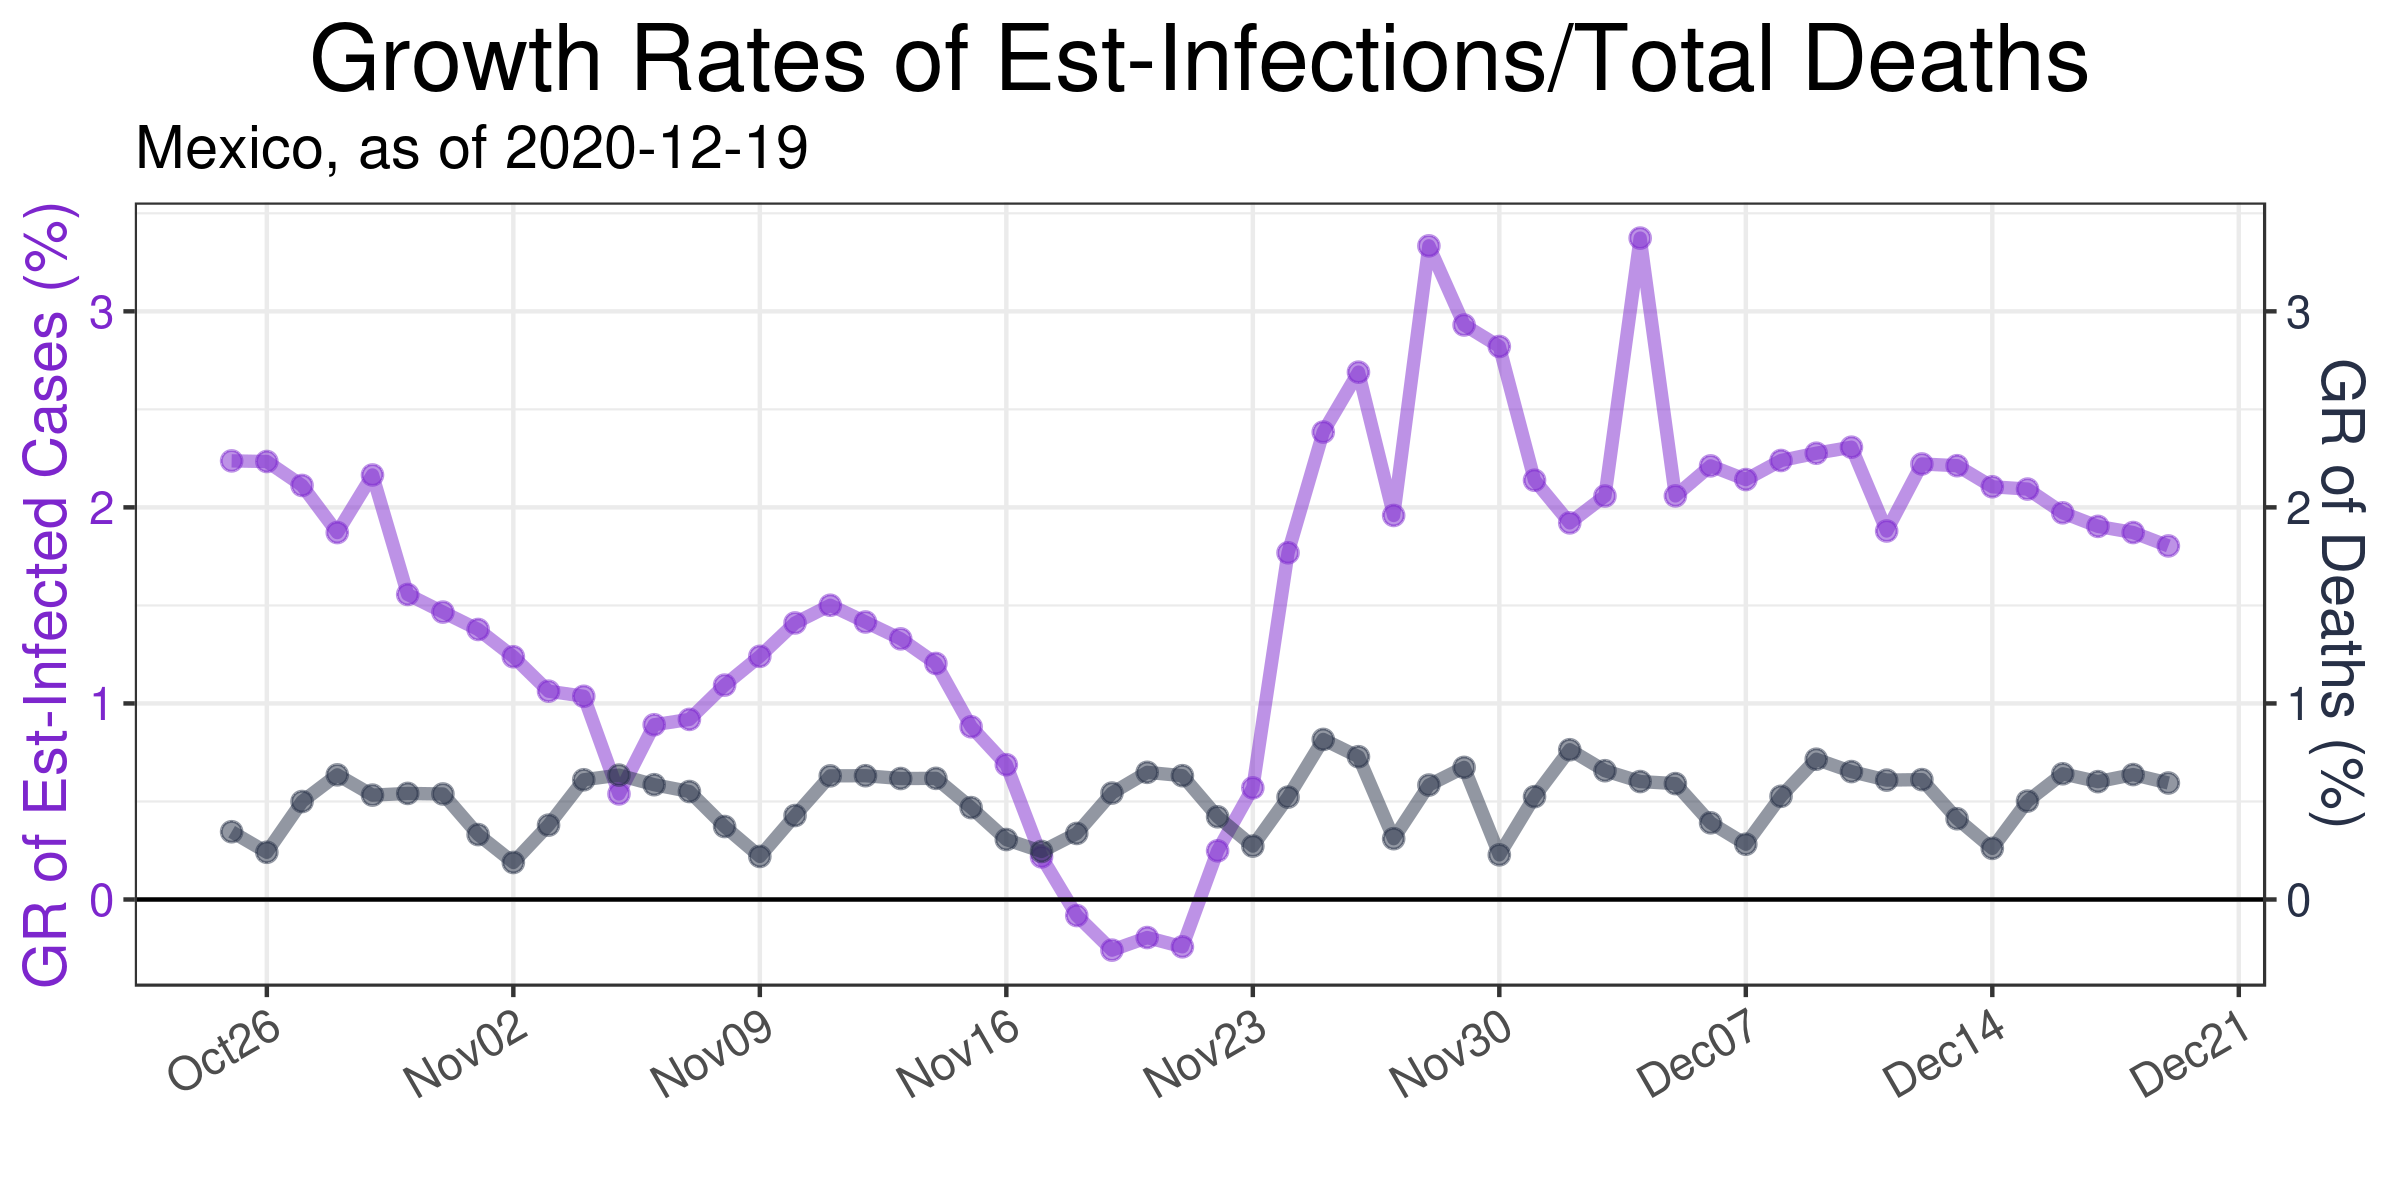 Growth Rates of Est-Infections/Total Deaths
Mexico, as of 2020-12-19
GR of Est-Infected Cases (%)
3
2
1
0
3
2
1
0
GR of Deaths (%)
Oct26
Nov02
Nov09
Nov16
Nov23
Nov30
Dec07
Dec14
Dec21